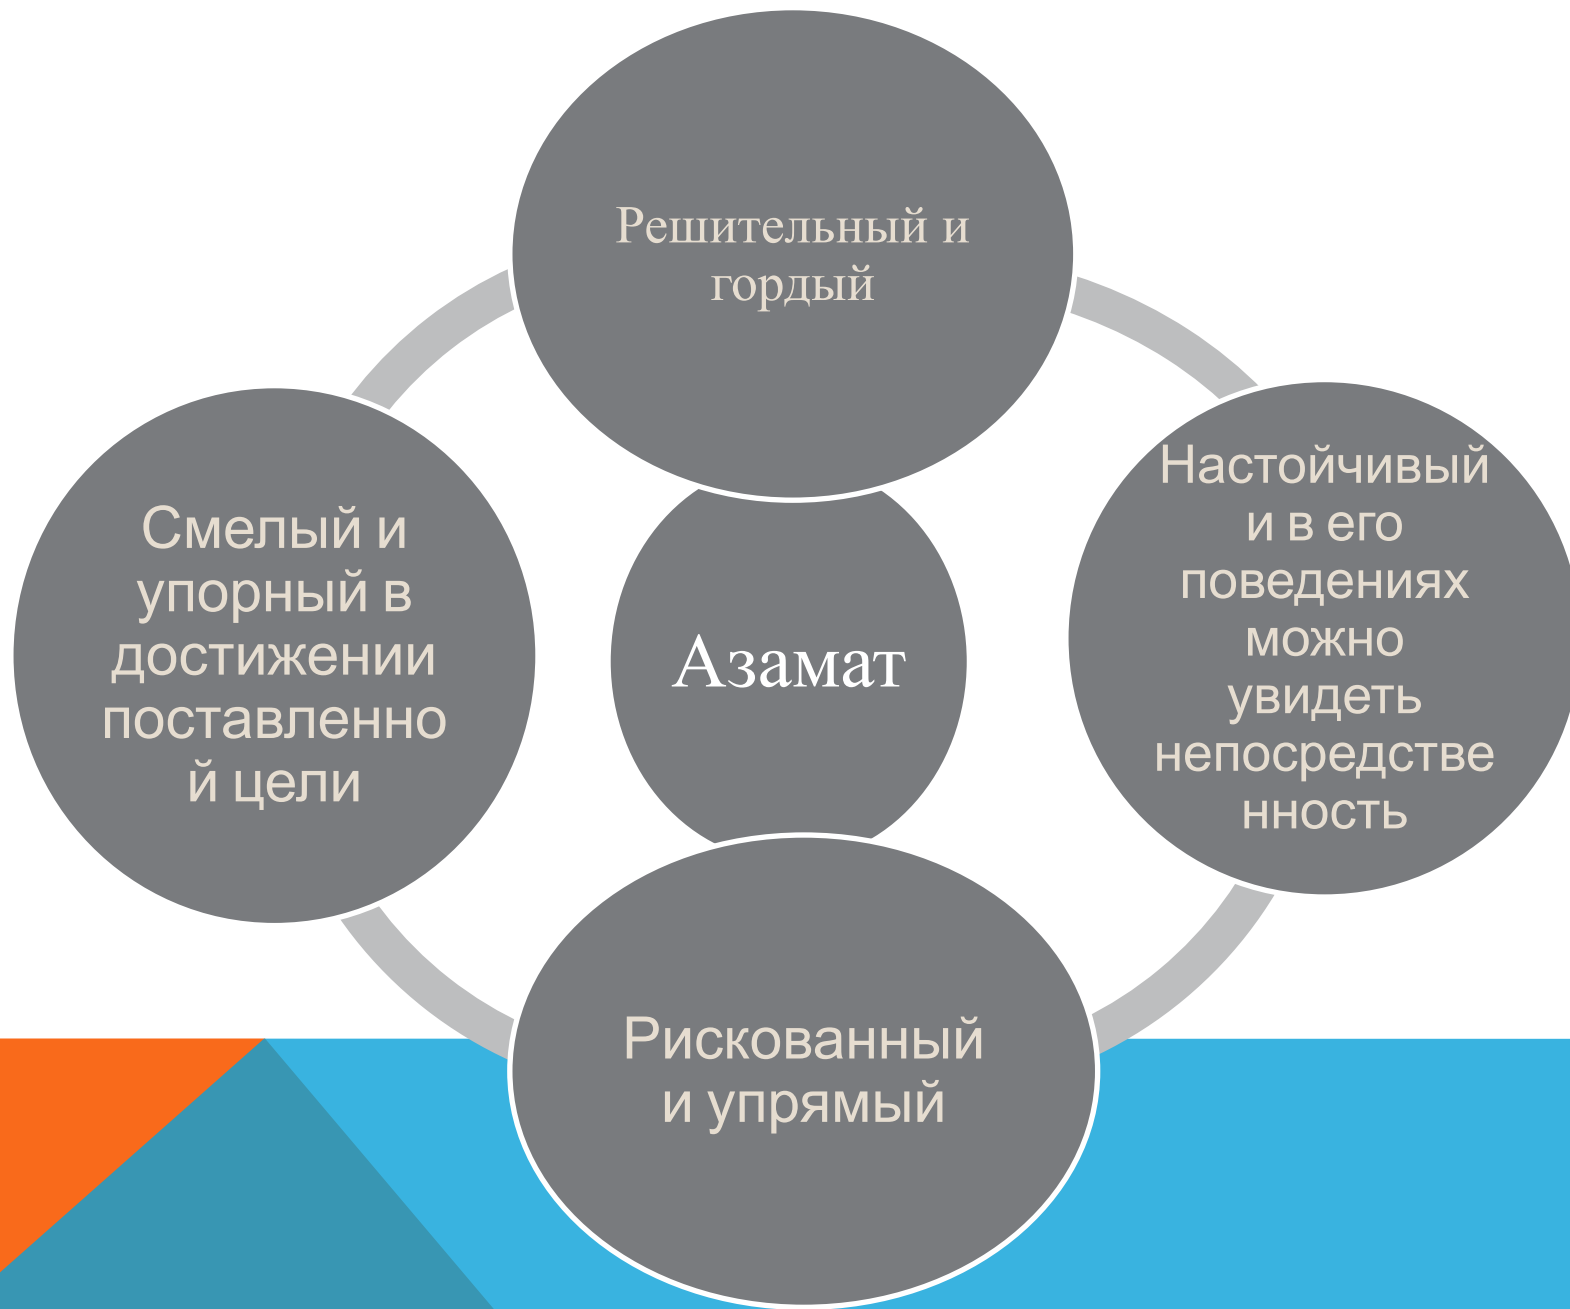 Решительный и
гордый
Настойчивый
и в его
поведениях
можно
увидеть
непосредстве
нность
Рискованный
и упрямый
Смелый и
упорный в
достижении
поставленно
й цели
Азамат